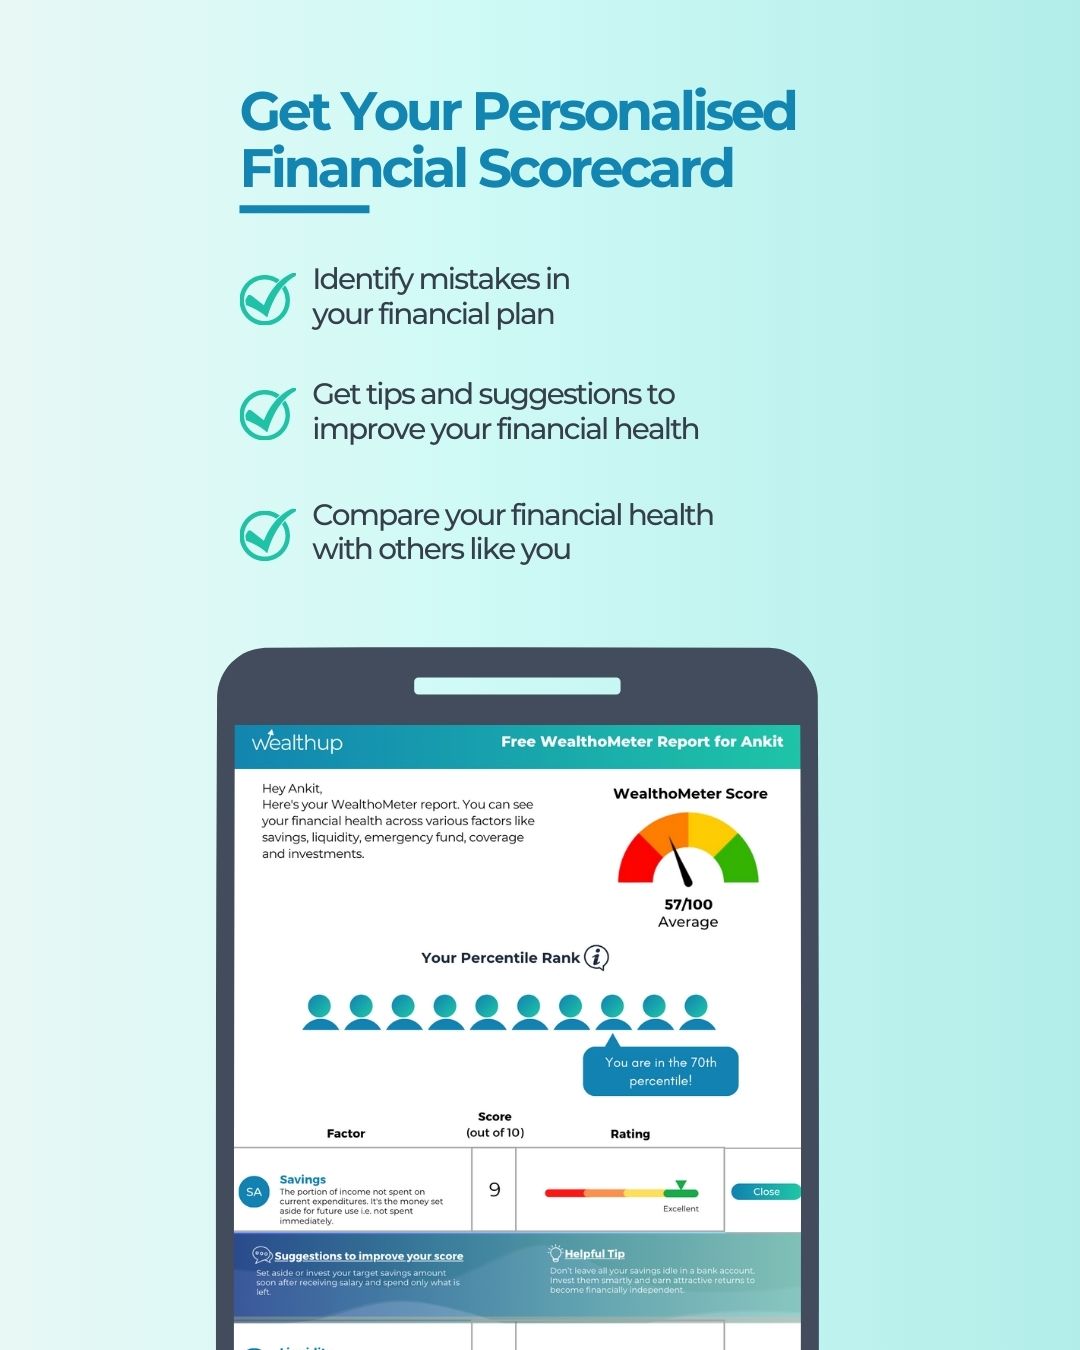 Get Your Personalised
Financial Scorecard
Identify mistakes in
your financial plan
Get tips and suggestions to
improve your financial health
Compare your financial health
with others like you
wealthup
Free WealthoMeter Report for Ankit
Hey Ankit,
Here's your WealthoMeter report. You can see
your financial health across various factors like
savings, liquidity, emergency fund, coverage
and investments.
WealthoMeter Score
57/100
Average
Your Percentile Rank
i
You are in the 70th
percentile!
Factor
Score
(out of 10)
Rating
SA
Savings
The portion of income not spent on
current expenditures. It's the money set
aside for future use i.e. not spent
immediately.
9
Excellent
Close
Suggestions to improve your score
Set aside or invest your target savings amount
soon after receiving salary and spend only what is
left.
Helpful Tip
Don't leave all your savings idle in a bank account.
Invest them smartly and earn attractive returns to
become financially independent.